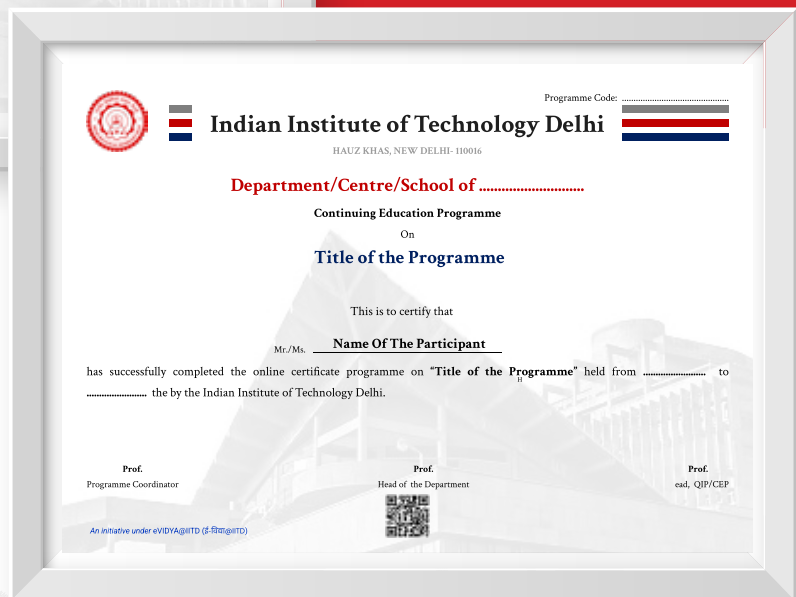 Programme Code: ........................................
Indian Institute of Technology Delhi
HAUZ KHAS, NEW DELHI- 110016
Department/Centre/School of ............................
Continuing Education Programme
On
Title of the Programme
This is to certify that
Mr./Ms. Name Of The Participant
has successfully completed the online certificate programme on “Title of the Programme” held from ........................ to
H
....................... the by the Indian Institute of Technology Delhi.
Prof. Prof. Prof.
Programme Coordinator Head of the Department ead, QIP/CEP
An initiative under eVIDYA@IITD (ई-विद्या@IITD)